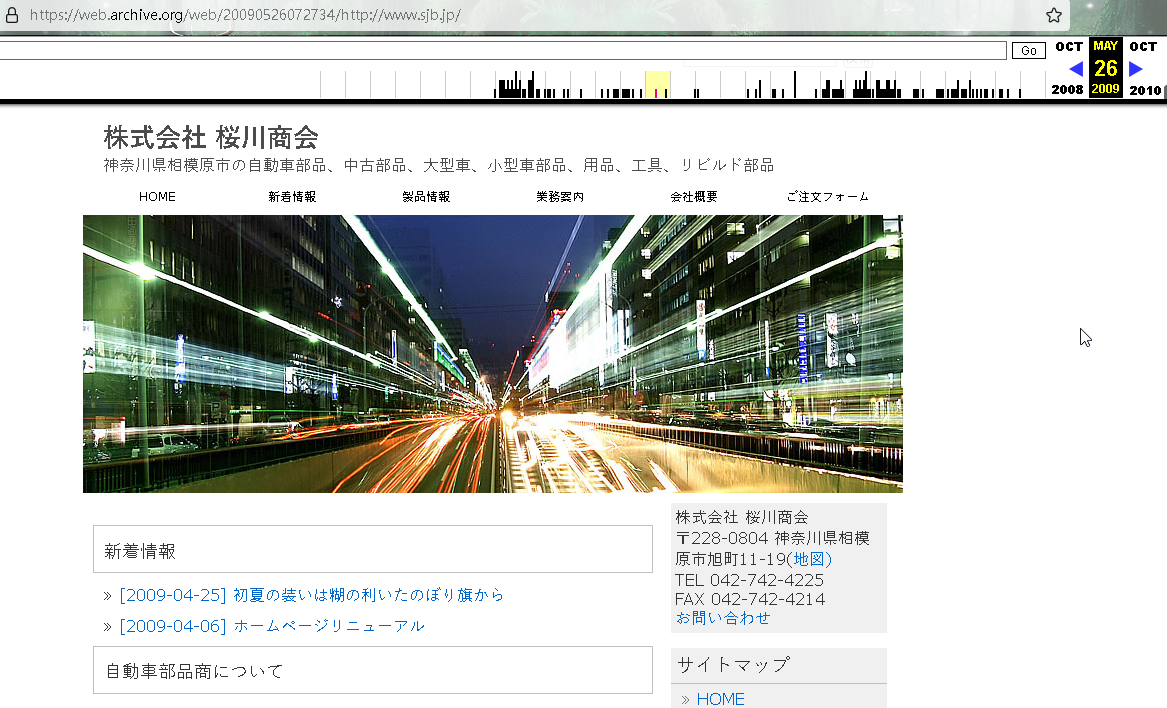 https://web.archive.org/web/20090526072734/http://www.sjb.jp/
Go
OCT MAY OCT
26
2008 2009 2010
株式会社 桜川商会
神奈川県相模原市の自動車部品、中古部品、大型車、小型車部品、用品、工具、リビルド部品
HOME 新着情報 製品情報 業務案内 会社概要 ご注文フォーム
新着情報
» [2009-04-25] 初夏の装いは糊の利いたのぼり旗から
» [2009-04-06] ホームページリニューアル
自動車部品商について
株式会社 桜川商会
〒228-0804 神奈川県相模
原市旭町11-19(地図)
TEL 042-742-4225
FAX 042-742-4214
お問い合わせ
サイトマップ
» HOME